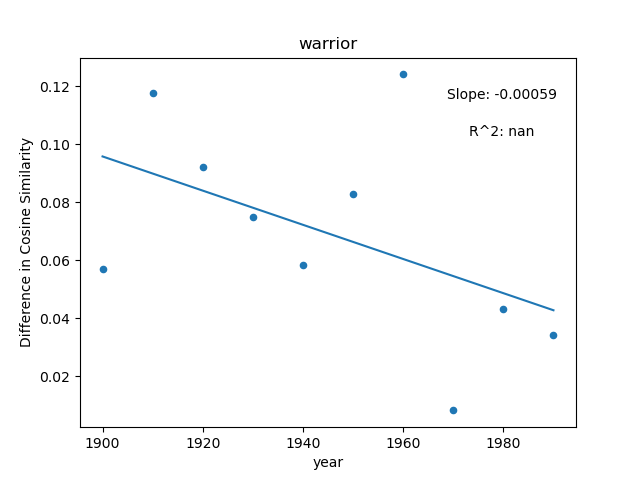 warrior
Slope: -0.00059
R^2: nan
Difference in Cosine Similarity
0.12
0.10
0.08
0.06
0.04
0.02
1900
1920
1940
1960
1980
year